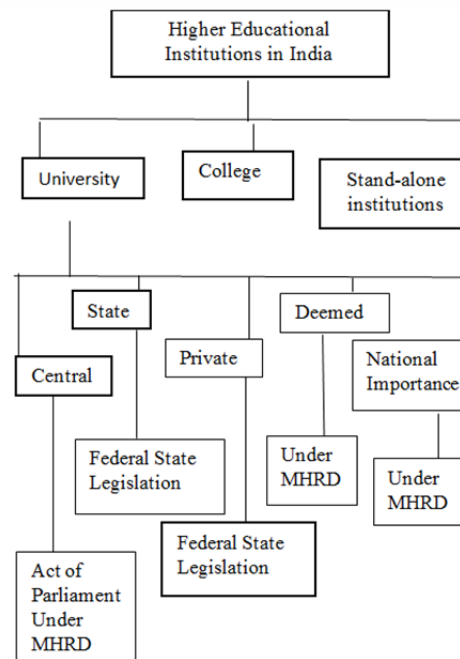 Higher Educational
Institutions in India
University
College
Stand-alone
institutions
State
Deemed
Private
National
Importance
Central
Federal State
Legislation
Under
MHRD
Under
MHRD
Federal State
Legislation
Act of
Parliament
Under
MHRD